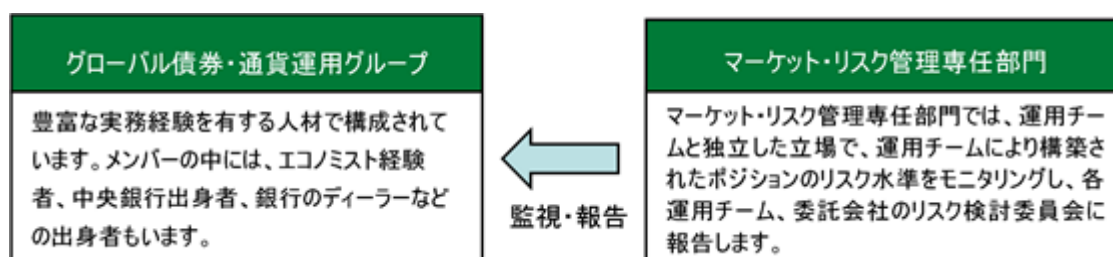 グローバル債券・通貨運用グループ
豊富な実務経験を有する人材で構成されて
います。メンバーの中には、エコノミスト経験
者、中央銀行出身者、銀行のディーラーなど
の出身者もいます。
監視・報告
マーケット・リスク管理専任部門
マーケット・リスク管理専任部門では、運用チー
ムと独立した立場で、運用チームにより構築さ
れたポジションのリスク水準をモニタリングし、各
運用チーム、委託会社のリスク検討委員会に
報告します。